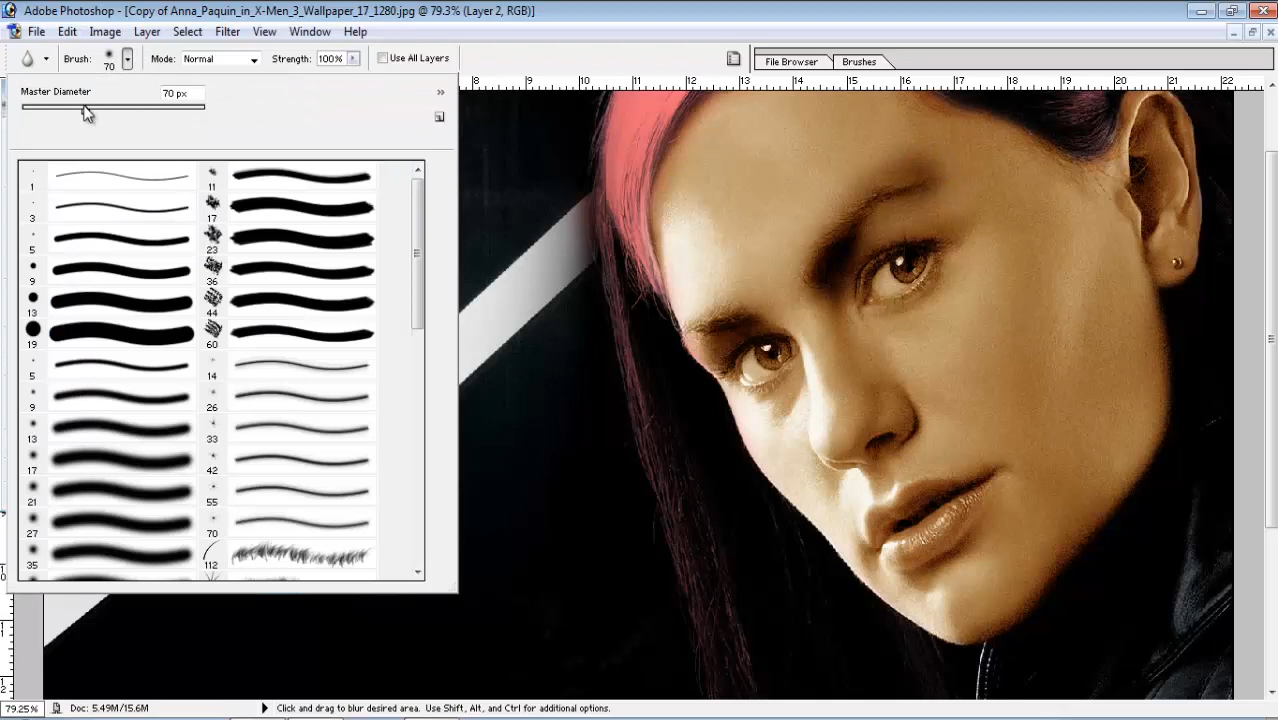 Adobe Photoshop - [Copy of Anna_Paquin_in_X-Men_3_Wallpaper_17_1280.jpg @ 79.3% (Layer 2, RGB)]
File Edit Image Layer Select Filter View Window Help
Brush: 70 Mode: Normal Strength: 100% Use All Layers File Browser Brushes
Master Diameter 70 px
8 9 10 11 12 13 14 15 16 17 18 19 20 21 22
1 11
3 17
5 23
9 36
13 44
19 60
5 14
9 26
13 33
17 42
21 55
27 70
35 112
79.25% Doc: 5.49M/15.6M Click and drag to blur desired area. Use Shift, Alt, and Ctrl for additional options.